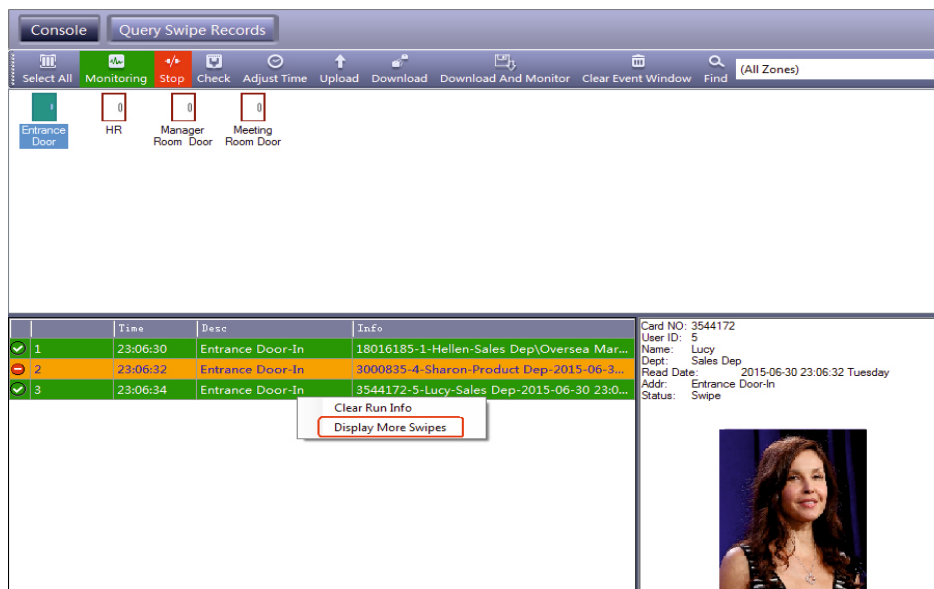 Console Query Swipe Records
Select All Monitoring Stop Check Adjust Time Upload Download Download And Monitor Clear Event Window Find (All Zones)
Entrance Door
HR
Manager Room Door
Meeting Room Door
Time Desc Info
1 23:06:30 Entrance Door-In 18016185-1-Hellen-Sales Dep\Oversea Mar...
2 23:06:32 Entrance Door-In 3000835-4-Sharon-Product Dep-2015-06-3...
3 23:06:34 Entrance Door-In 3544172-5-Lucy-Sales Dep-2015-06-30 23:0...
Clear Run Info
Display More Swipes
Card NO: 3544172
User ID: 5
Name: Lucy
Dept: Sales Dep
Read Date: 2015-06-30 23:06:32 Tuesday
Addr: Entrance Door-In
Status: Swipe